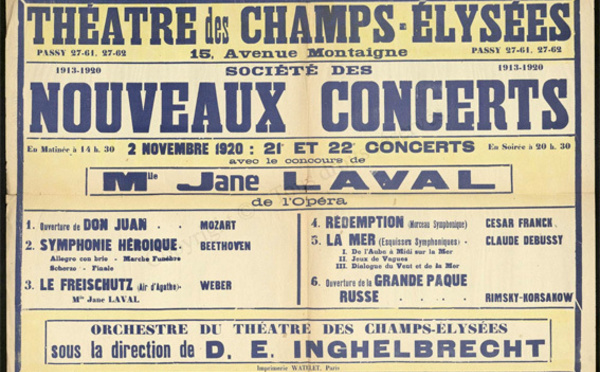 THÉATRE des CHAMPS-ÉLYSÉES
PASSY 27-61, 27-62
15, Avenue Montaigne
PASSY 27-61, 27-62
1913-1920
SOCIÉTÉ DES
1913-1920
NOUVEAUX CONCERTS
En Matinée à 14 h. 30
2 NOVEMBRE 1920 : 21E ET 22E CONCERTS
En Soirée à 20 h. 30
avec le concours de
Mlle Jane LAVAL
de l'Opéra
1. Ouverture de DON JUAN . . MOZART
2. SYMPHONIE HÉROIQUE . BEETHOVEN
Allegro con brio - Marche Funèbre
Scherzo - Finale
3. LE FREISCHUTZ (Air d'Agathe) . WEBER
Mlle Jane LAVAL
4. RÉDEMPTION (Morceau Symphonique) CESAR FRANCK
5. LA MER (Esquisses Symphoniques) . CLAUDE DEBUSSY
I. De l'Aube à Midi sur la Mer
II. Jeux de Vagues
III. Dialogue du Vent et de la Mer
6. Ouverture de la GRANDE PAQUE
RUSSE . . . . RIMSKY-KORSAKOW
ORCHESTRE DU THÉATRE DES CHAMPS-ELYSÉES
sous la direction de D. E. INGHELBRECHT
Imprimerie WATELET, Paris